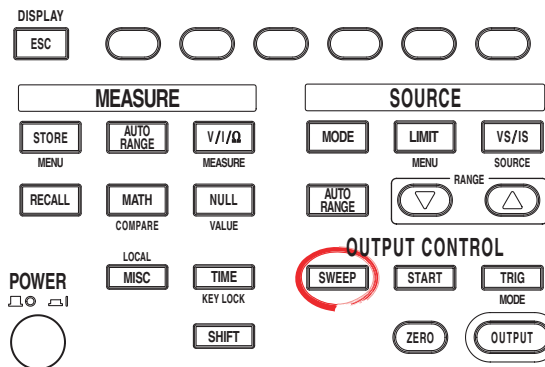 DISPLAY
ESC
MEASURE
SOURCE
STORE
AUTO RANGE
V/I/Ω
MODE
LIMIT
VS/IS
MENU
MEASURE
MENU
SOURCE
RECALL
MATH
NULL
AUTO RANGE
RANGE
COMPARE
VALUE
OUTPUT CONTROL
LOCAL
MISC
TIME
SWEEP
START
TRIG
KEY LOCK
MODE
POWER
SHIFT
ZERO
OUTPUT